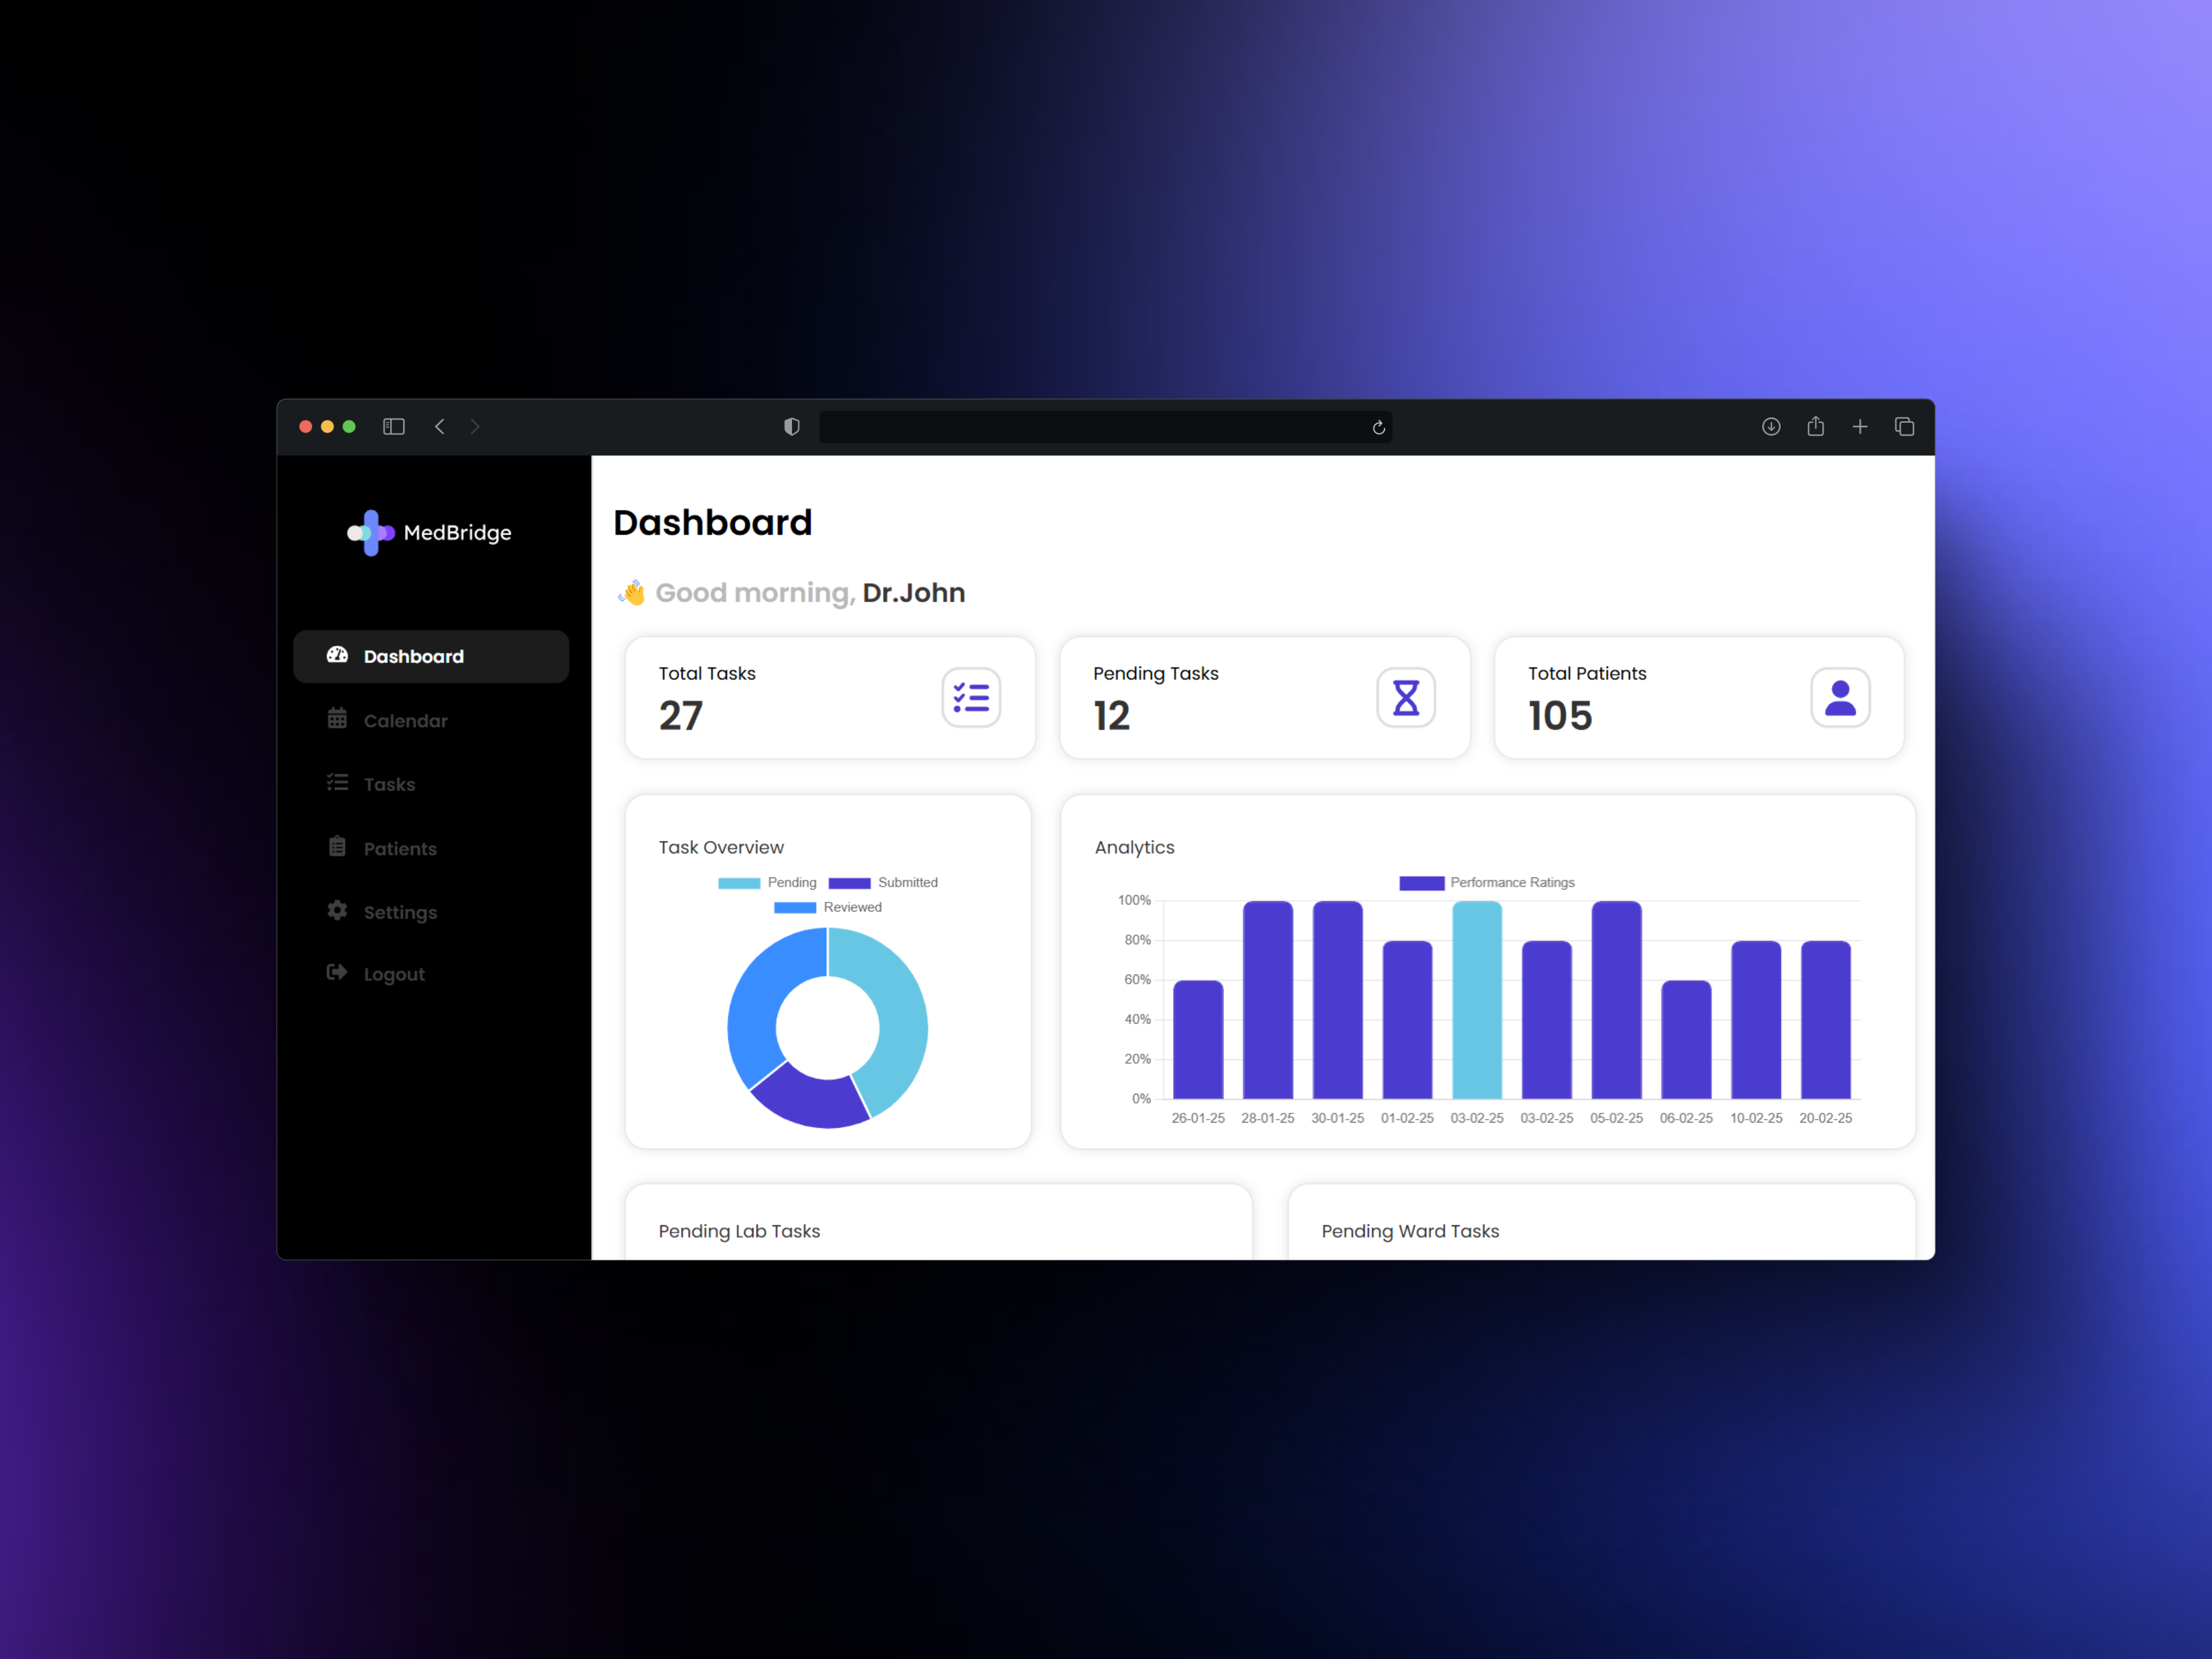 MedBridge
Dashboard
Calendar
Tasks
Patients
Settings
Logout
Dashboard
👋 Good morning, Dr.John
Total Tasks
27
Pending Tasks
12
Total Patients
105
Task Overview
Pending Submitted
Reviewed
Analytics
Performance Ratings
100%
80%
60%
40%
20%
0%
26-01-25 28-01-25 30-01-25 01-02-25 03-02-25 03-02-25 05-02-25 06-02-25 10-02-25 20-02-25
Pending Lab Tasks
Pending Ward Tasks